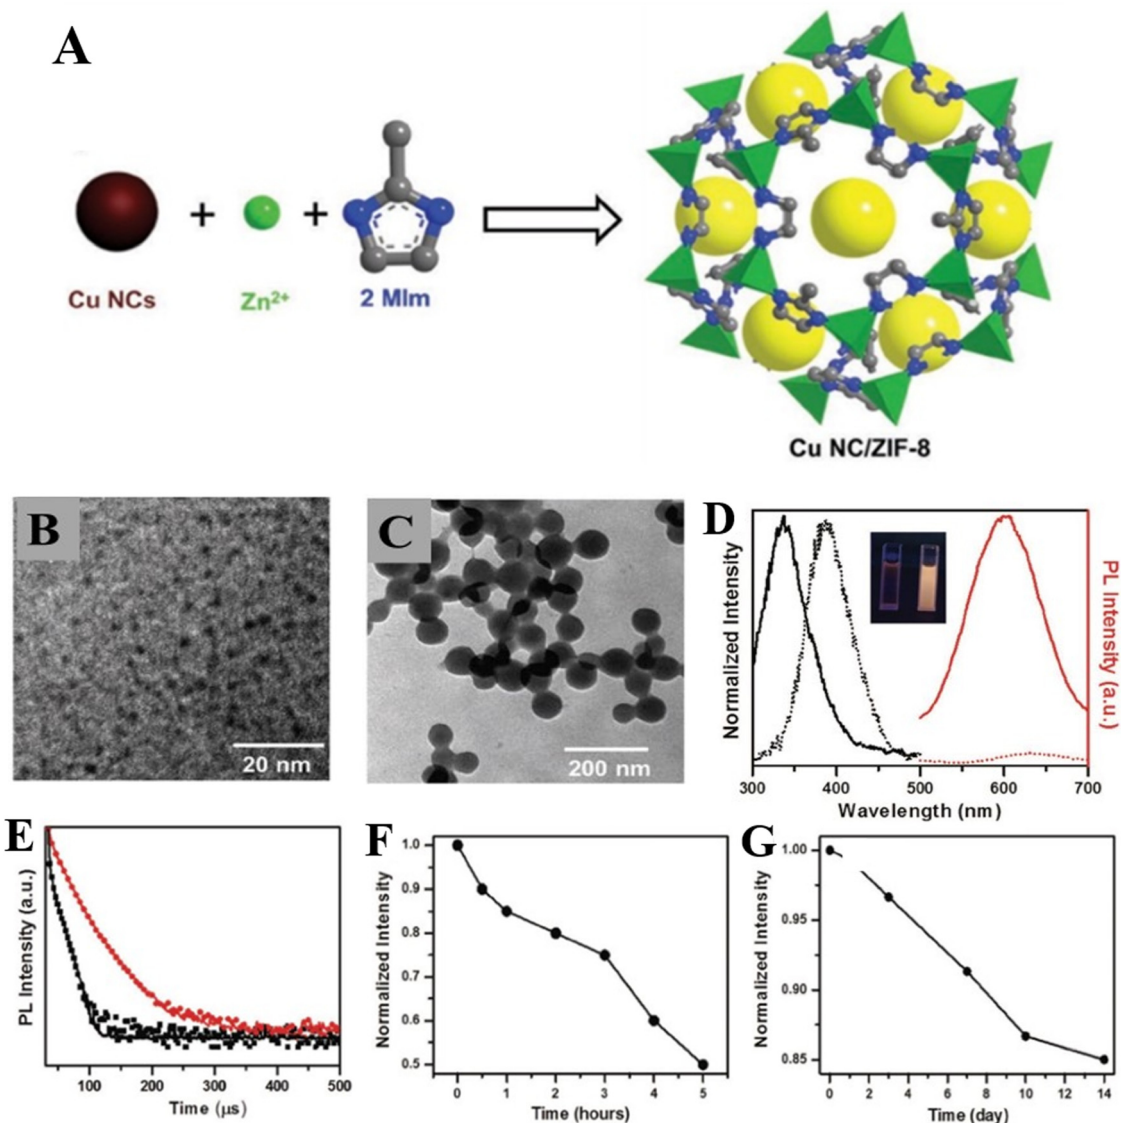 A
+ + 
Cu NCs Zn²⁺ 2 MIm
Cu NC/ZIF-8
B
20 nm
C
200 nm
D
Normalized Intensity
PL Intensity (a.u.)
300 400 500 600 700
Wavelength (nm)
E
PL Intensity (a.u.)
100 200 300 400 500
Time (μs)
F
Normalized Intensity
1.0
0.9
0.8
0.7
0.6
0.5
0 1 2 3 4 5
Time (hours)
G
Normalized Intensity
1.00
0.95
0.90
0.85
0 2 4 6 8 10 12 14
Time (day)